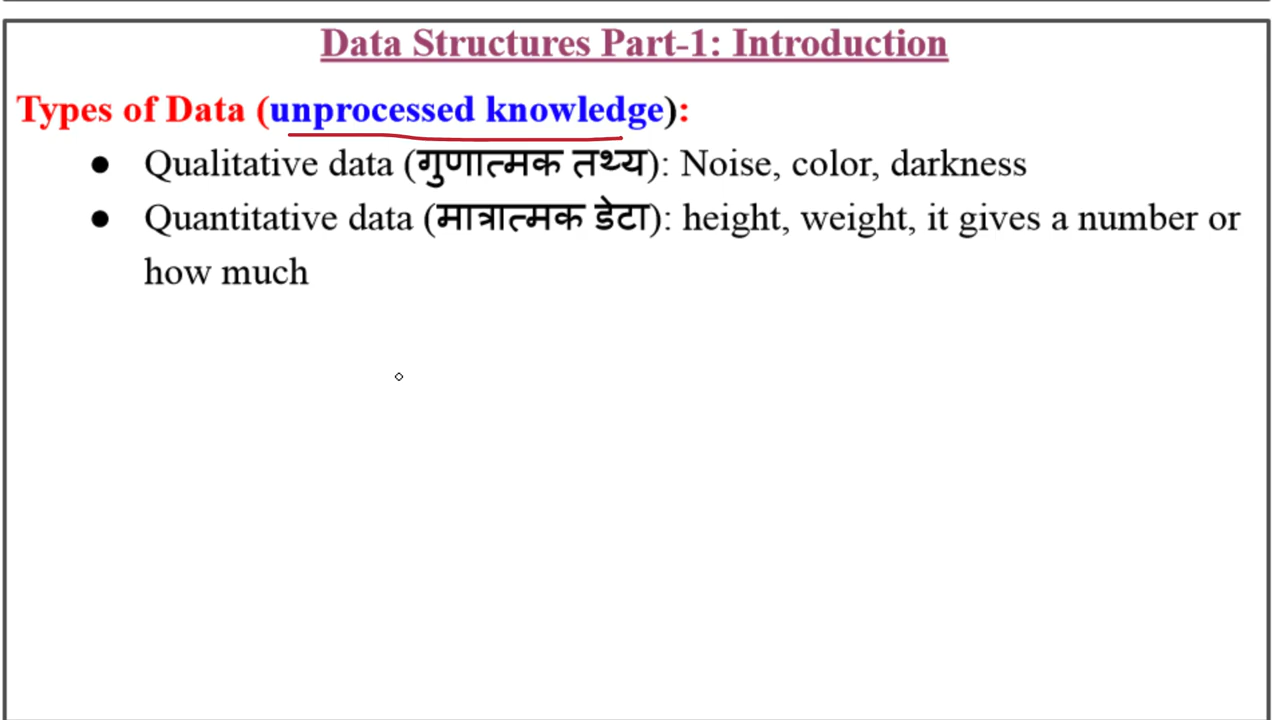 Data Structures Part-1: Introduction
Types of Data (unprocessed knowledge):
● Qualitative data (गुणात्मक तथ्य): Noise, color, darkness
● Quantitative data (मात्रात्मक डेटा): height, weight, it gives a number or
how much